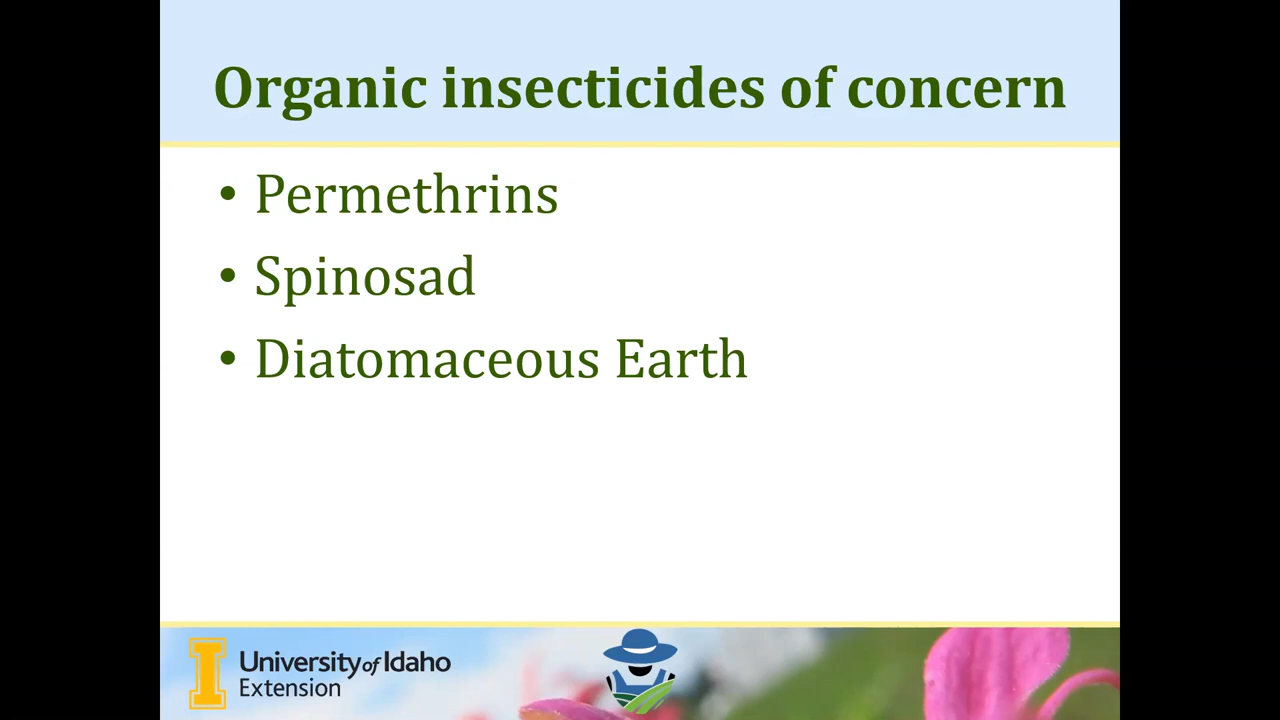 Organic insecticides of concern
• Permethrins
• Spinosad
• Diatomaceous Earth
I
University of Idaho
Extension